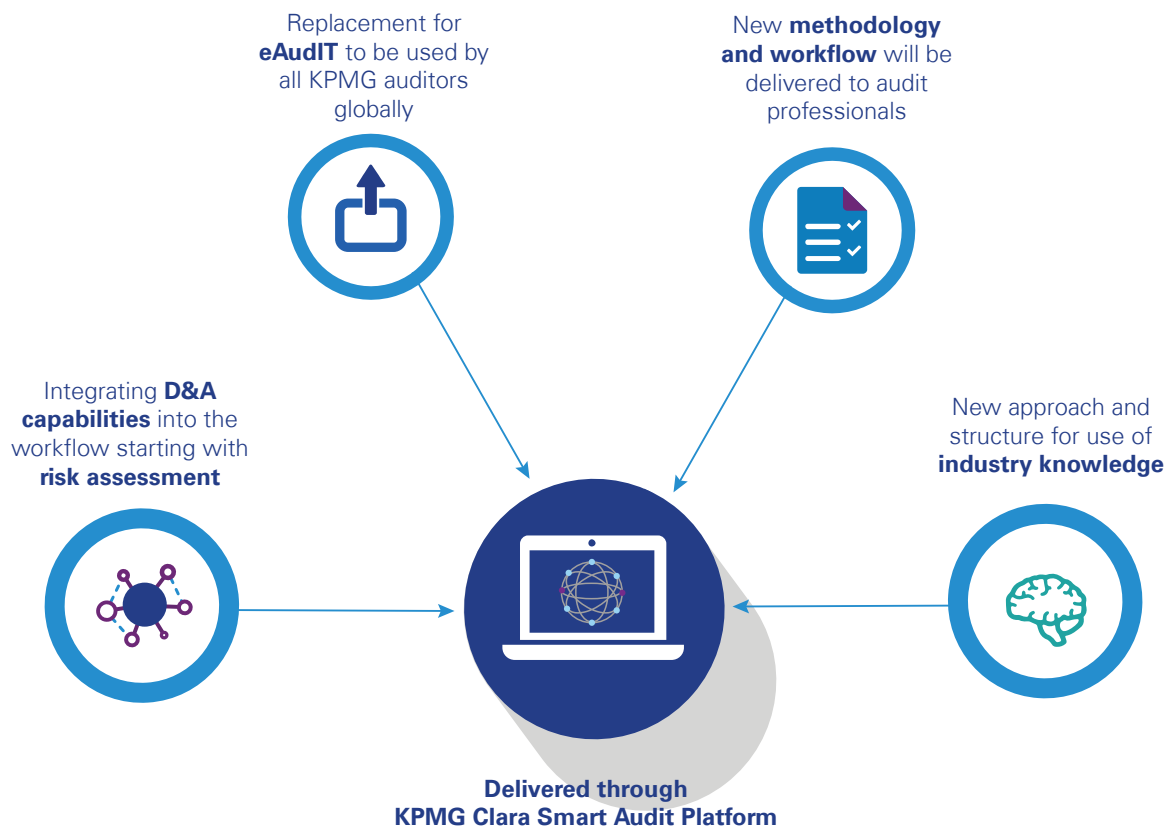 Replacement for
eAudIT to be used by
all KPMG auditors
globally
New methodology
and workflow will be
delivered to audit
professionals
Integrating D&A
capabilities into the
workflow starting with
risk assessment
New approach and
structure for use of
industry knowledge
Delivered through
KPMG Clara Smart Audit Platform